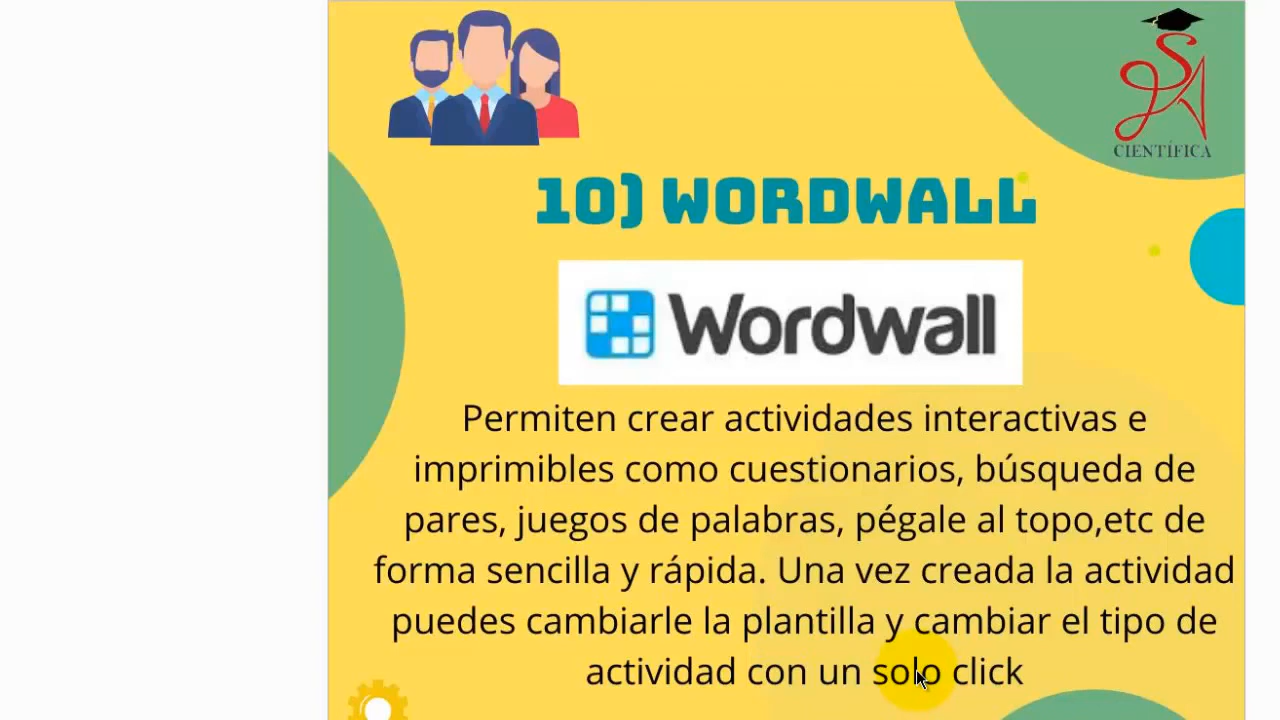 CIENTÍFICA
10) WORDWALL
Wordwall
Permiten crear actividades interactivas e
imprimibles como cuestionarios, búsqueda de
pares, juegos de palabras, pégale al topo,etc de
forma sencilla y rápida. Una vez creada la actividad
puedes cambiarle la plantilla y cambiar el tipo de
actividad con un solo click